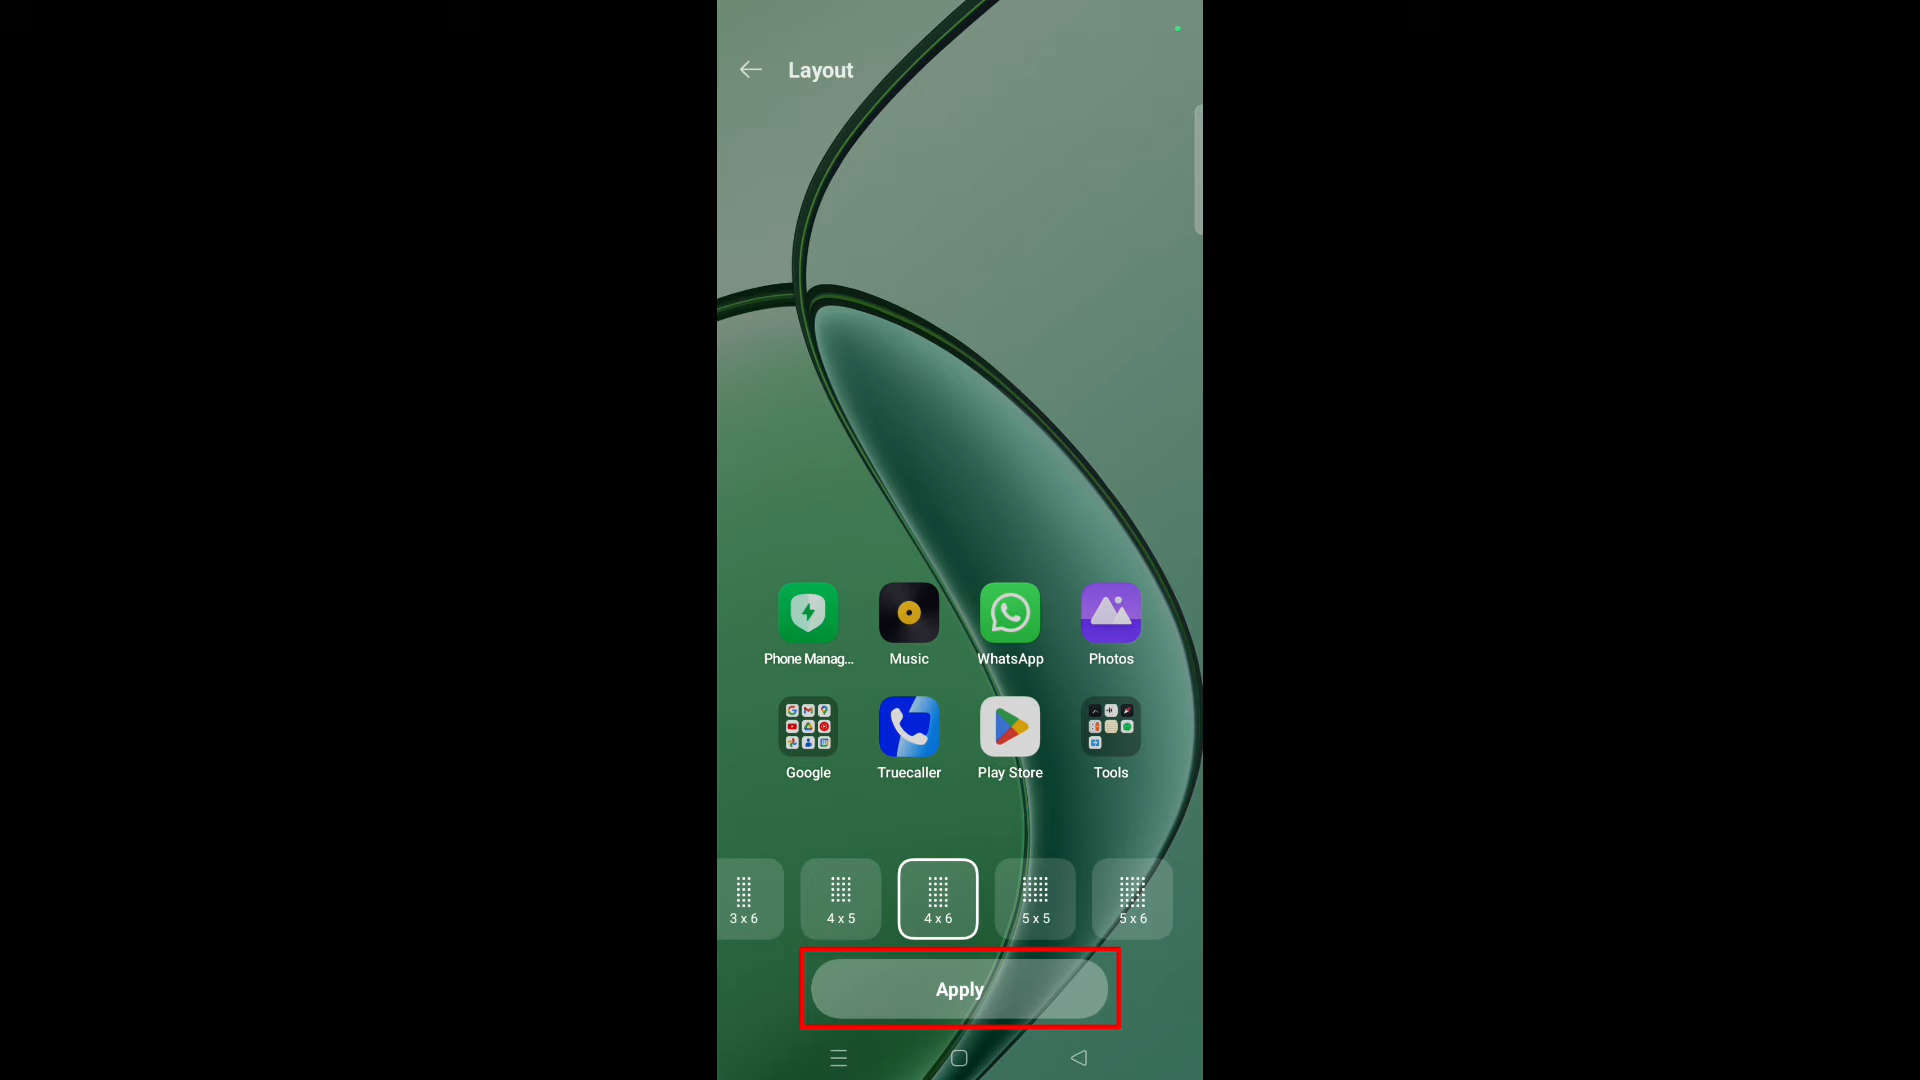 Layout
Phone Manag...
Music
WhatsApp
Photos
Google
Truecaller
Play Store
Tools
3 x 6
4 x 5
4 x 6
5 x 5
5 x 6
Apply